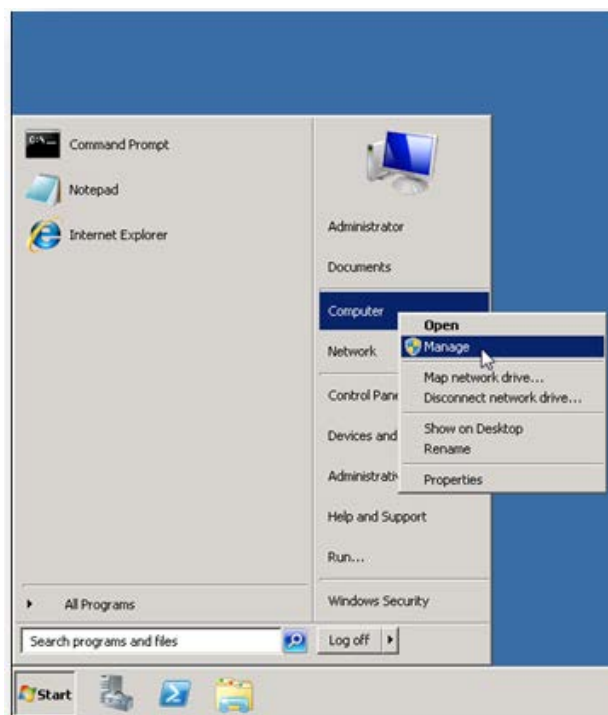 Command Prompt
Notepad
Internet Explorer
All Programs
Search programs and files
Administrator
Documents
Computer
Network
Control Pane
Devices and
Administrativ
Help and Support
Run...
Windows Security
Log off
Open
Manage
Map network drive...
Disconnect network drive...
Show on Desktop
Rename
Properties
Start